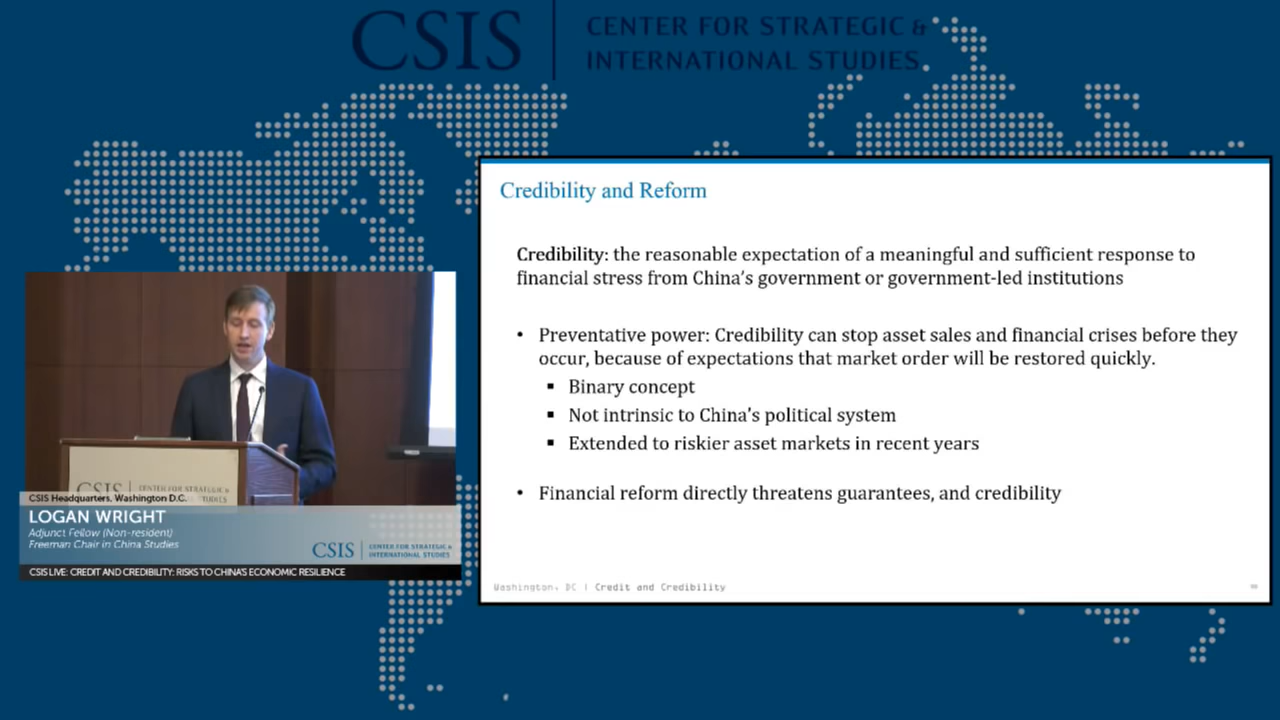 CSIS
CENTER FOR STRATEGIC &
INTERNATIONAL STUDIES
Credibility and Reform
Credibility: the reasonable expectation of a meaningful and sufficient response to
financial stress from China's government or government-led institutions
• Preventative power: Credibility can stop asset sales and financial crises before they
occur, because of expectations that market order will be restored quickly.
▪ Binary concept
▪ Not intrinsic to China's political system
▪ Extended to riskier asset markets in recent years
• Financial reform directly threatens guarantees, and credibility
Washington, DC | Credit and Credibility
CSIS
CENTER FOR STRATEGIC &
STUDIES
CSIS Headquarters, Washington D.C.
LOGAN WRIGHT
Adjunct Fellow (Non-resident)
Freeman Chair in China Studies
CSIS
CENTER FOR STRATEGIC &
INTERNATIONAL STUDIES
CSIS LIVE: CREDIT AND CREDIBILITY: RISKS TO CHINA'S ECONOMIC RESILIENCE